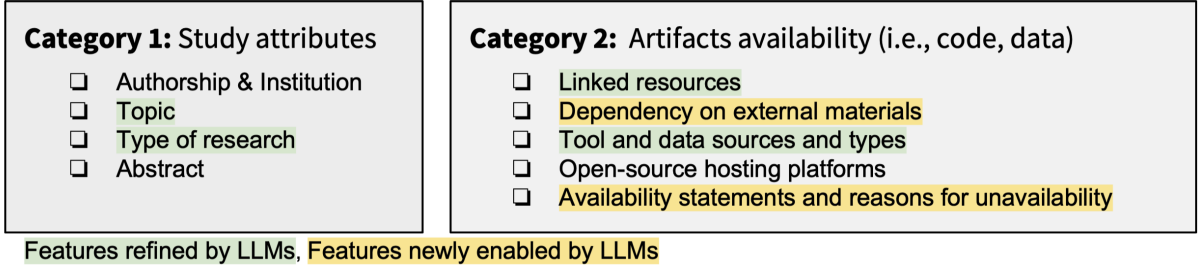 Category 1: Study attributes
Authorship & Institution
Topic
Type of research
Abstract
Category 2: Artifacts availability (i.e., code, data)
Linked resources
Dependency on external materials
Tool and data sources and types
Open-source hosting platforms
Availability statements and reasons for unavailability
Features refined by LLMs, Features newly enabled by LLMs